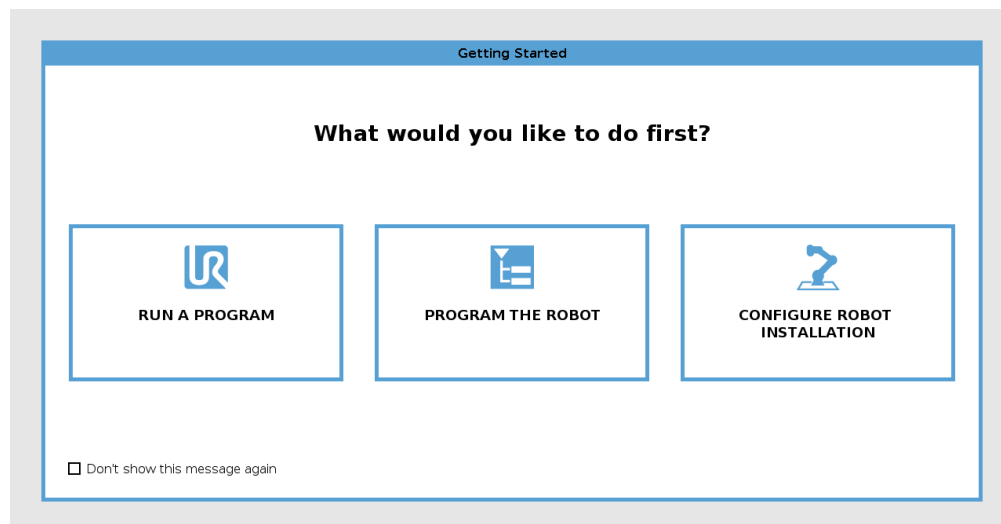 Getting Started
What would you like to do first?
RUN A PROGRAM
PROGRAM THE ROBOT
CONFIGURE ROBOT
INSTALLATION
Don't show this message again